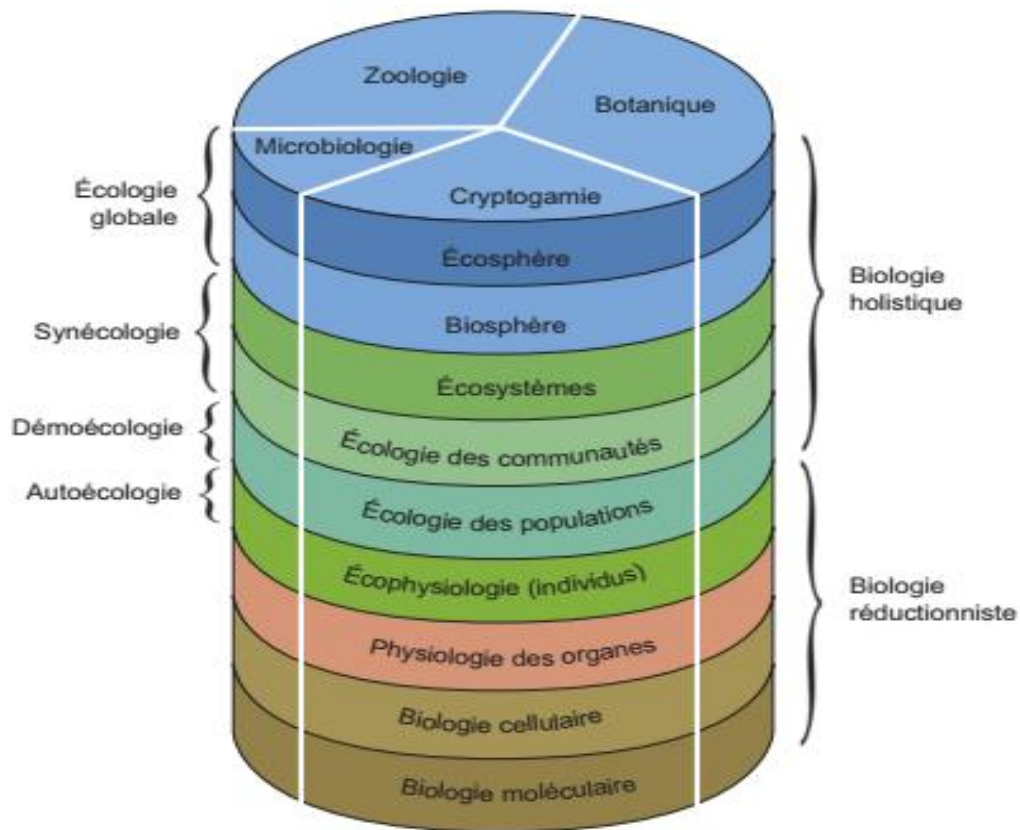 Zoologie
Botanique
Microbiologie
Cryptogamie
Écologie
globale
Écosphère
Biologie
holistique
Biosphère
Synécologie
Écosystèmes
Démoécologie
Écologie des communautés
Autoécologie
Écologie des populations
Écophysiologie (individus)
Biologie
réductionniste
Physiologie des organes
Biologie cellulaire
Biologie moléculaire